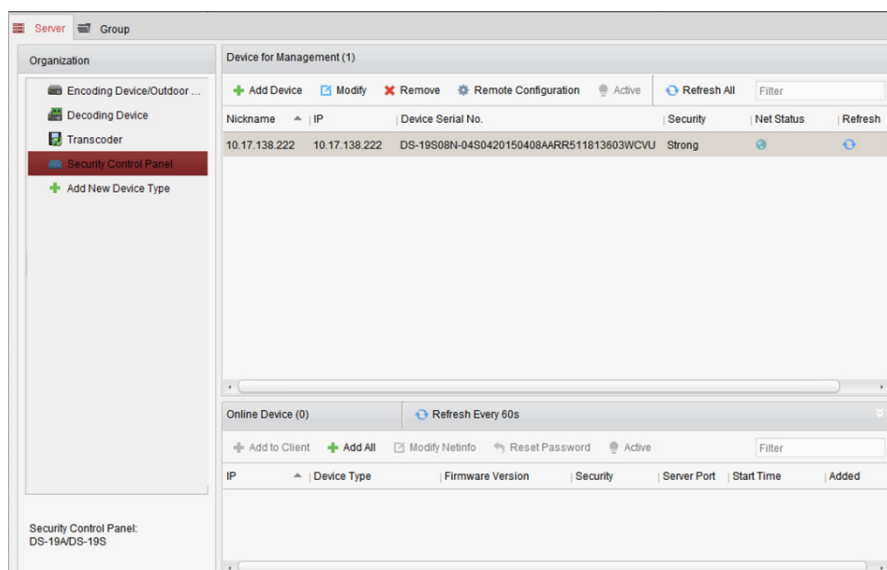 Server Group
Organization
Encoding Device/Outdoor ...
Decoding Device
Transcoder
Security Control Panel
Add New Device Type
Security Control Panel:
DS-19A/DS-19S
Device for Management (1)
Add Device Modify Remove Remote Configuration Active Refresh All Filter
Nickname IP Device Serial No. Security Net Status Refresh
10.17.138.222 10.17.138.222 DS-19S08N-04S0420150408AARR511813603WCVU Strong
Online Device (0) Refresh Every 60s
Add to Client Add All Modify Netinfo Reset Password Active Filter
IP Device Type Firmware Version Security Server Port Start Time Added